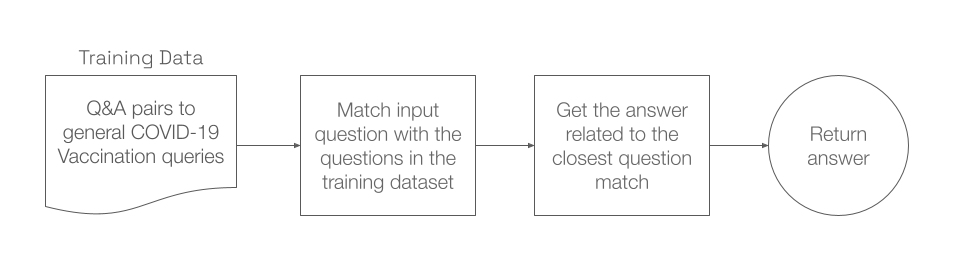 Training Data
Q&A pairs to
general COVID-19
Vaccination queries
Match input
question with the
questions in the
training dataset
Get the answer
related to the
closest question
match
Return
answer